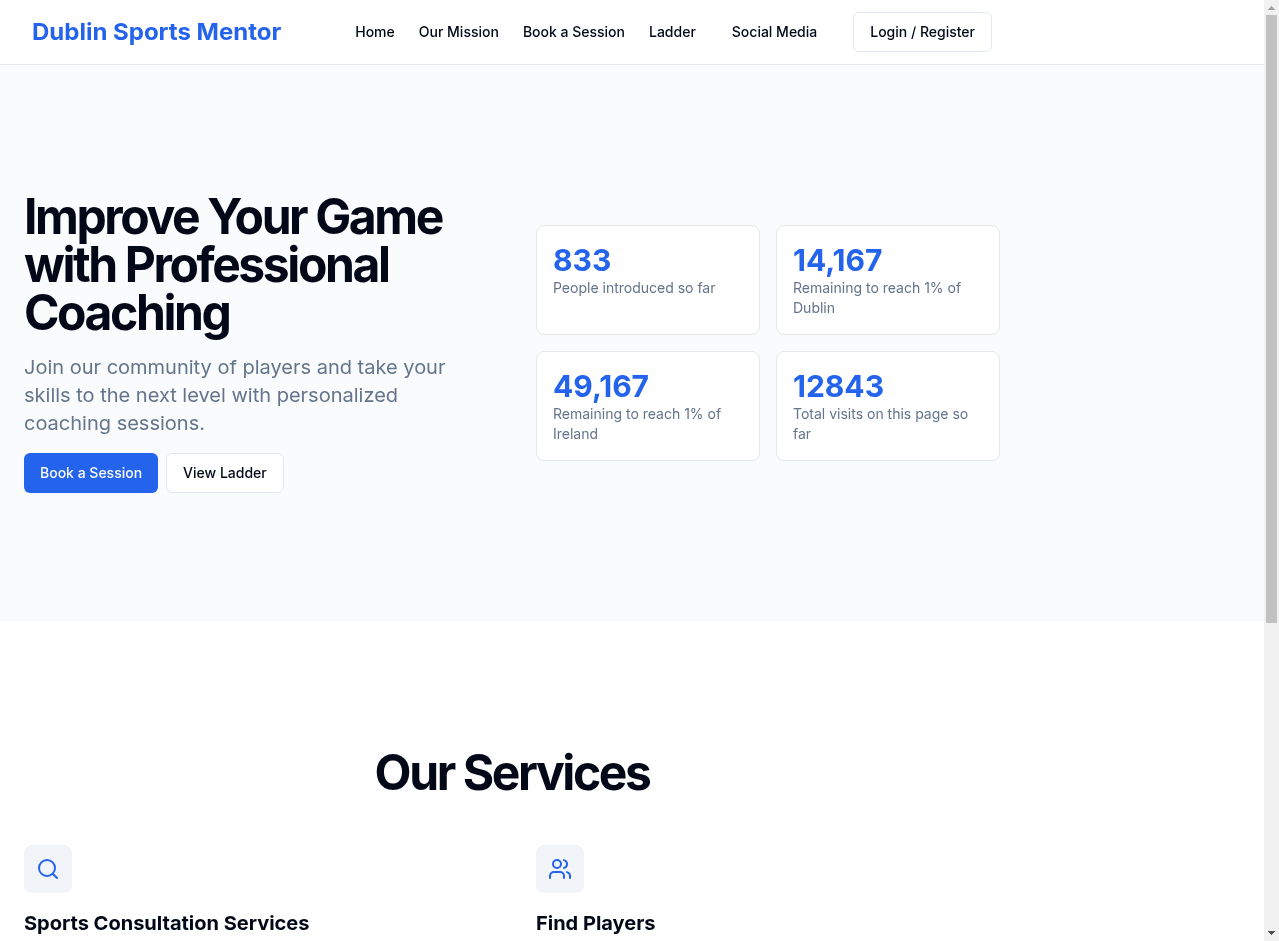 Dublin Sports Mentor
Home
Our Mission
Book a Session
Ladder
Social Media
Login / Register
Improve Your Game
with Professional
Coaching
Join our community of players and take your
skills to the next level with personalized
coaching sessions.
Book a Session
View Ladder
833
People introduced so far
14,167
Remaining to reach 1% of
Dublin
49,167
Remaining to reach 1% of
Ireland
12843
Total visits on this page so
far
Our Services
Sports Consultation Services
Find Players